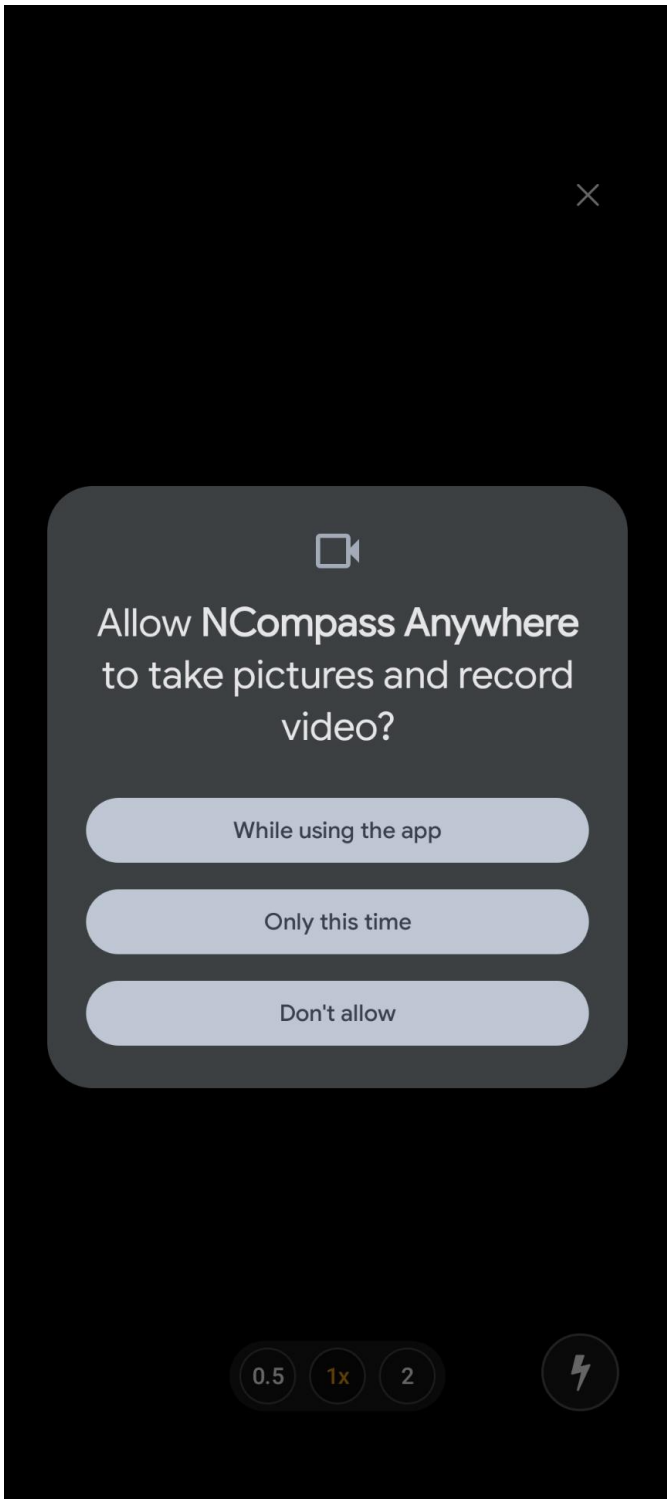 Allow NCompass Anywhere
to take pictures and record
video?
While using the app
Only this time
Don't allow
0.5 1x 2